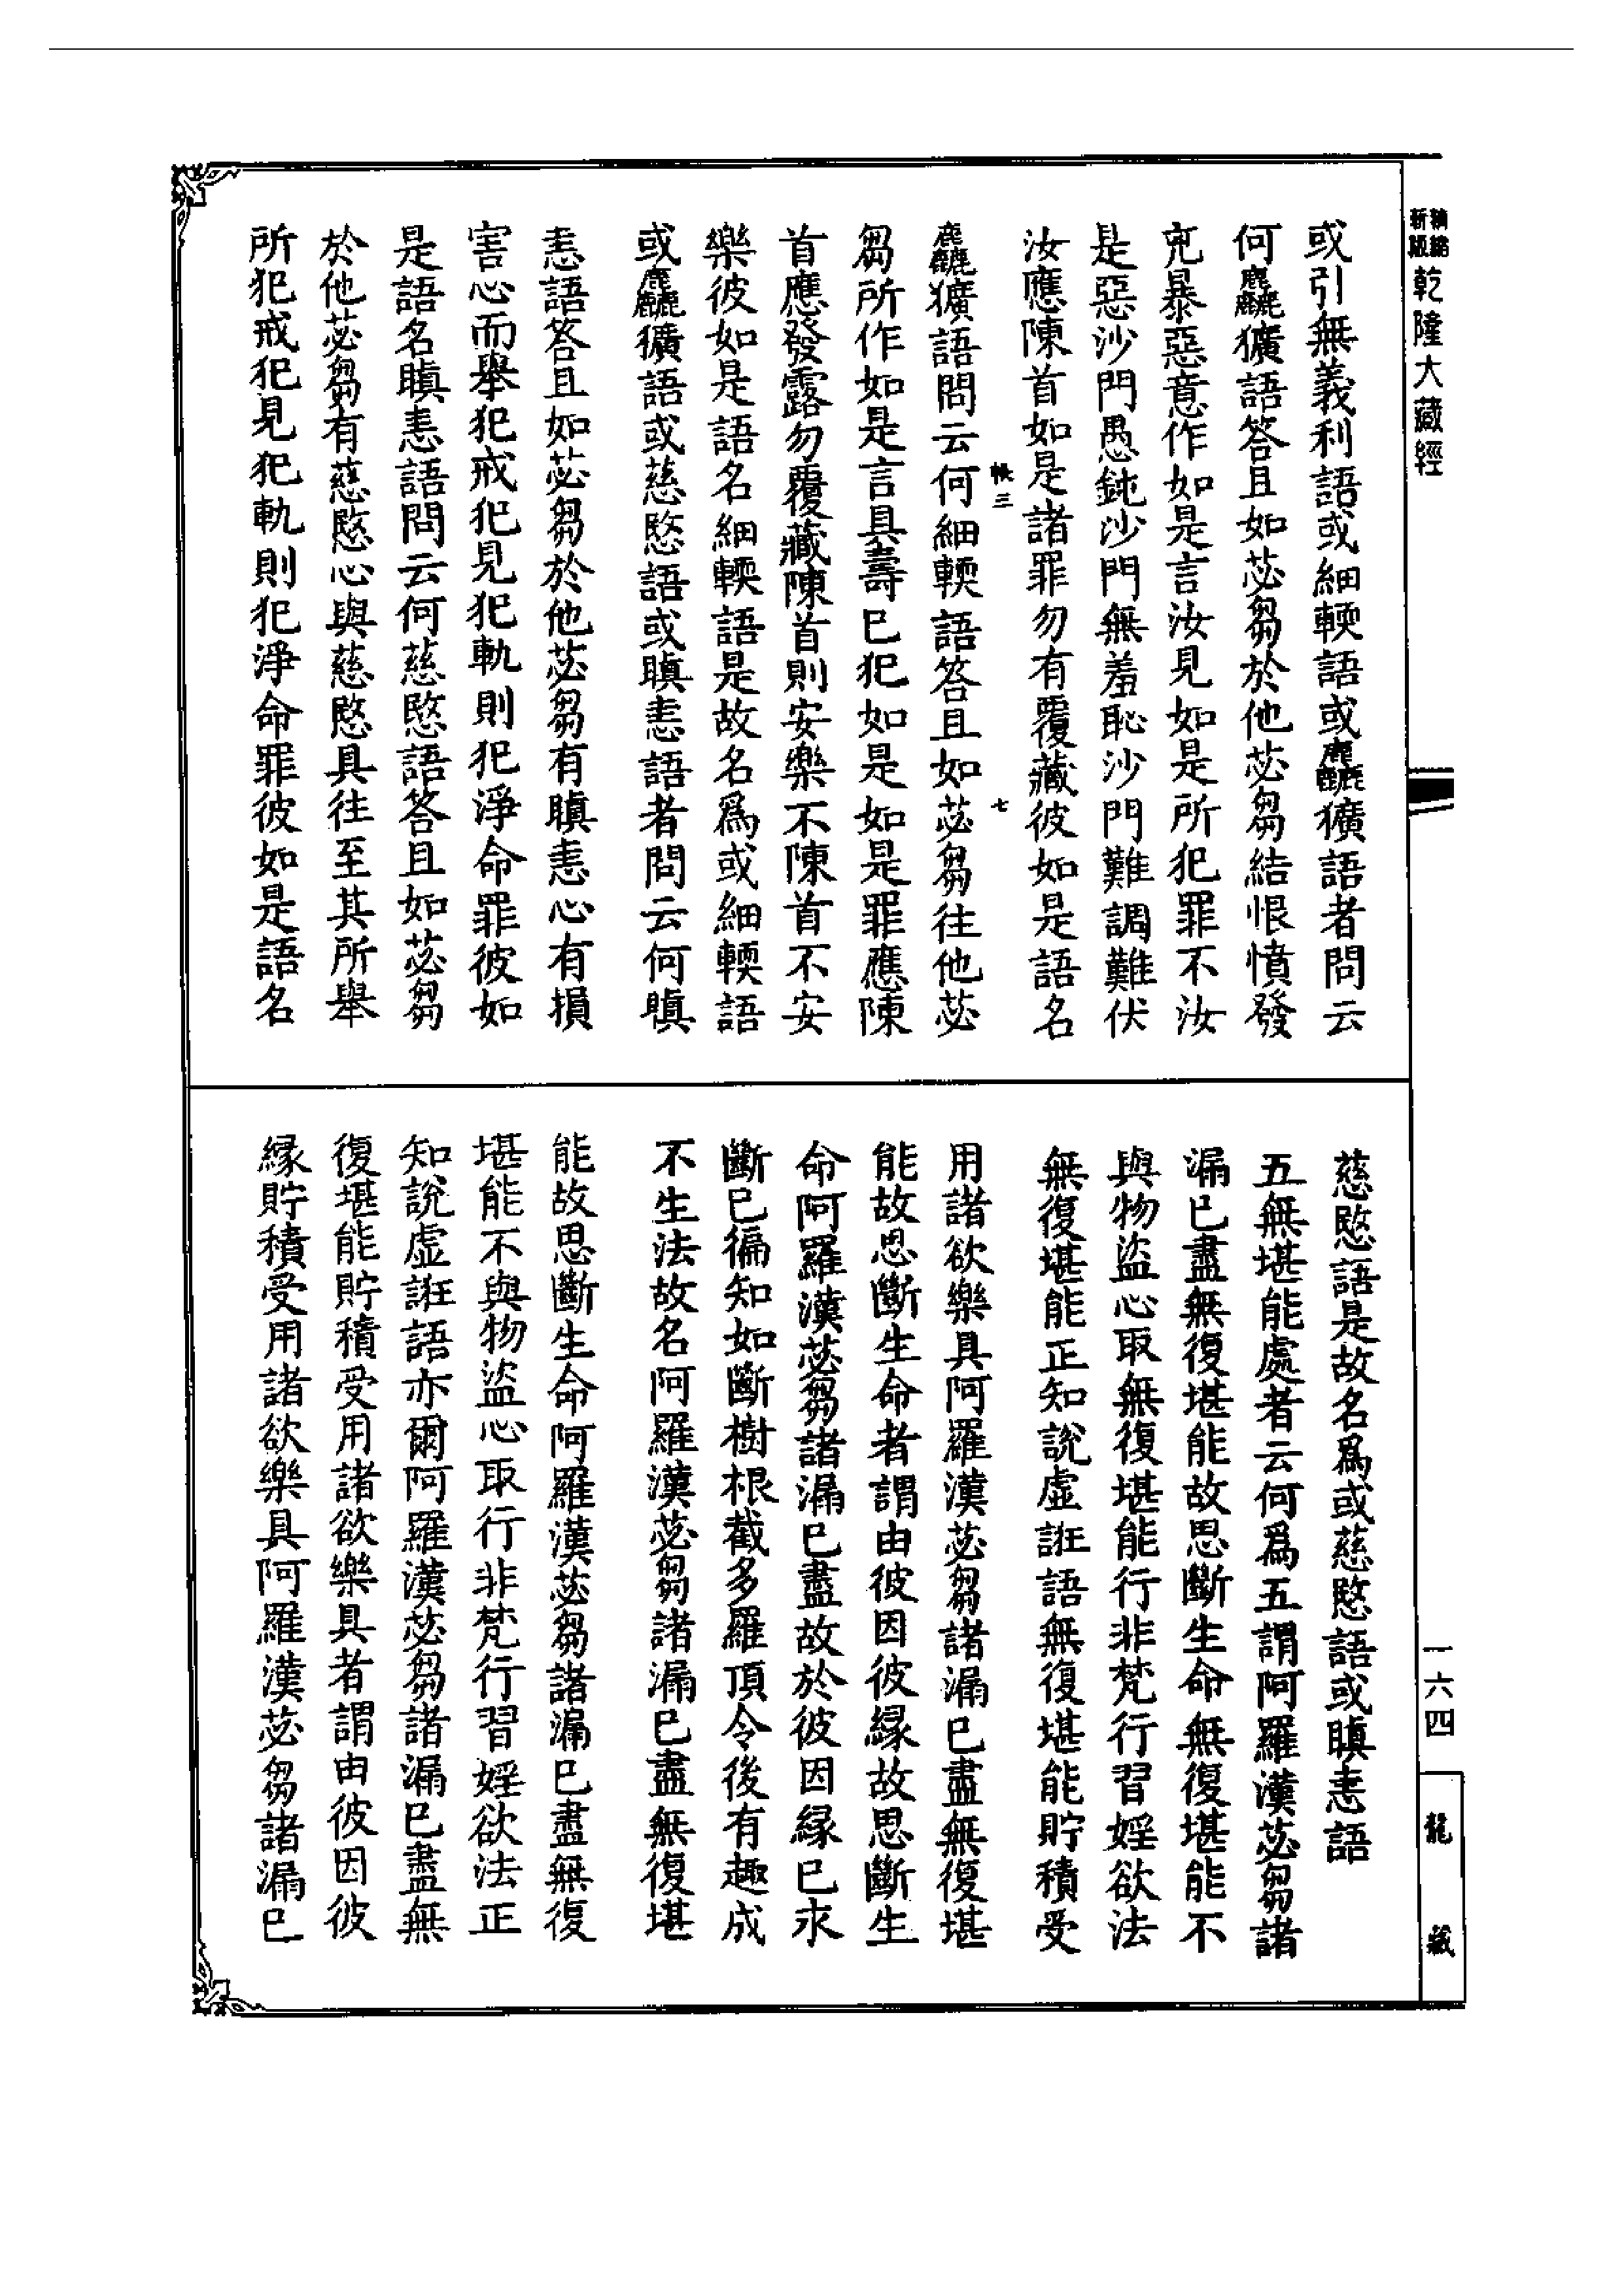 精縮新版乾隆大藏經
或引無義利語或細輭語或麤獷語者問云
何麤獷語答且如苾芻於他苾芻結恨憤發
兇暴惡意作如是言汝見如是所犯罪不汝
是惡沙門愚鈍沙門無羞恥沙門難調難伏
汝應陳首如是諸罪勿有覆藏彼如是語名
帙三 七
麤獷語問云何細輭語答且如苾芻往他苾
芻所作如是言具壽已犯如是如是罪應陳
首應發露勿覆藏陳首則安樂不陳首不安
樂彼如是語名細輭語是故名爲或細輭語
或麤獷語或慈愍語或瞋恚語者問云何瞋
恚語答且如苾芻於他苾芻有瞋恚心有損
害心而舉犯戒犯見犯軌則犯淨命罪彼如
是語名瞋恚語問云何慈愍語答且如苾芻
於他苾芻有慈愍心與慈愍具往至其所舉
所犯戒犯見犯軌則犯淨命罪彼如是語名
慈愍語是故名爲或慈愍語或瞋恚語
五無堪能處者云何爲五謂阿羅漢苾芻諸
漏已盡無復堪能故思斷生命無復堪能不
與物盜心取無復堪能行非梵行習婬欲法
無復堪能正知說虛誑語無復堪能貯積受
用諸欲樂具阿羅漢苾芻諸漏已盡無復堪
能故思斷生命者謂由彼因彼緣故思斷生
命阿羅漢苾芻諸漏已盡故於彼因緣已永
斷已徧知如斷樹根截多羅頂令後有趣成
不生法故名阿羅漢苾芻諸漏已盡無復堪
能故思斷生命阿羅漢苾芻諸漏已盡無復
堪能不與物盜心取行非梵行習婬欲法正
知說虛誑語亦爾阿羅漢苾芻諸漏已盡無
復堪能貯積受用諸欲樂具者謂由彼因彼
緣貯積受用諸欲樂具阿羅漢苾芻諸漏已
一六四
龍藏